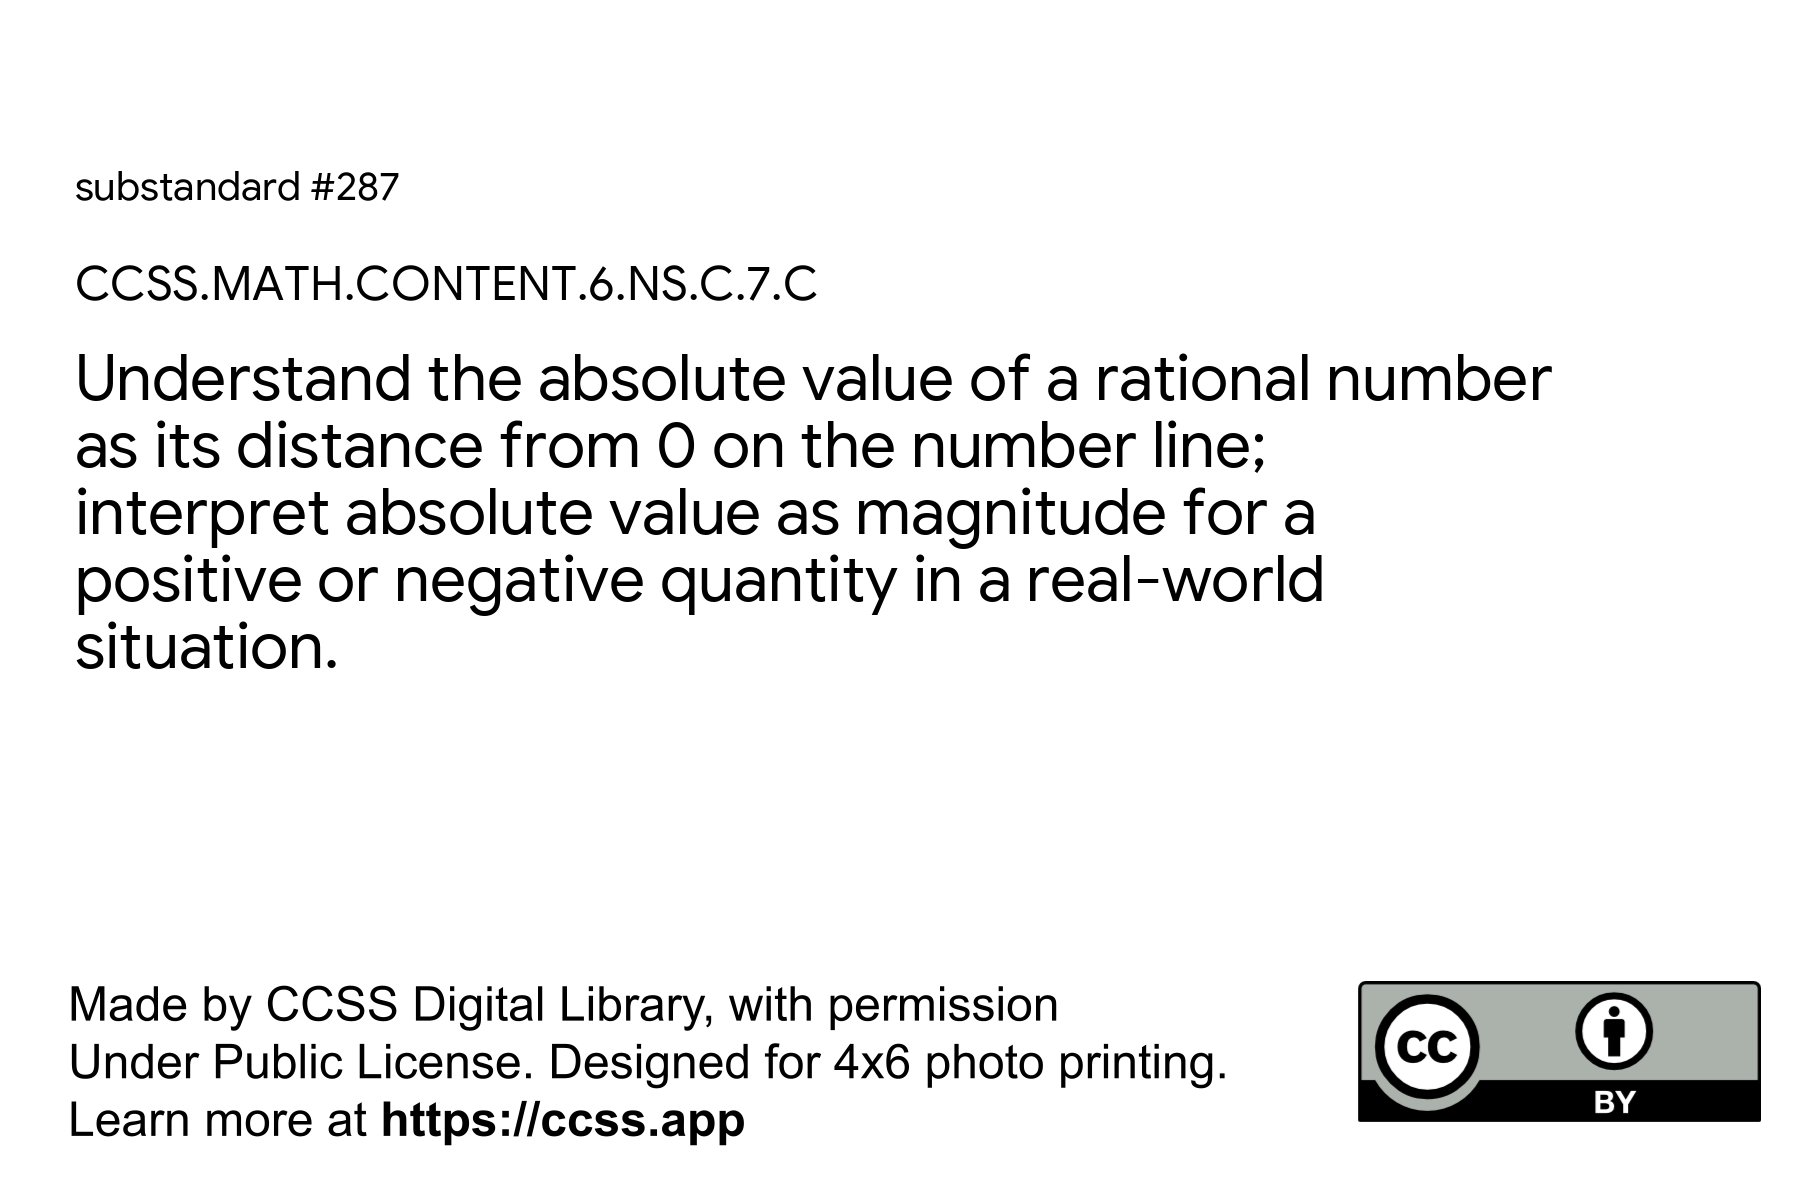 substandard #287
CCSS.MATH.CONTENT.6.NS.C.7.C
Understand the absolute value of a rational number
as its distance from 0 on the number line;
interpret absolute value as magnitude for a
positive or negative quantity in a real-world
situation.
Made by CCSS Digital Library, with permission
Under Public License. Designed for 4x6 photo printing.
Learn more at https://ccss.app
cc
BY